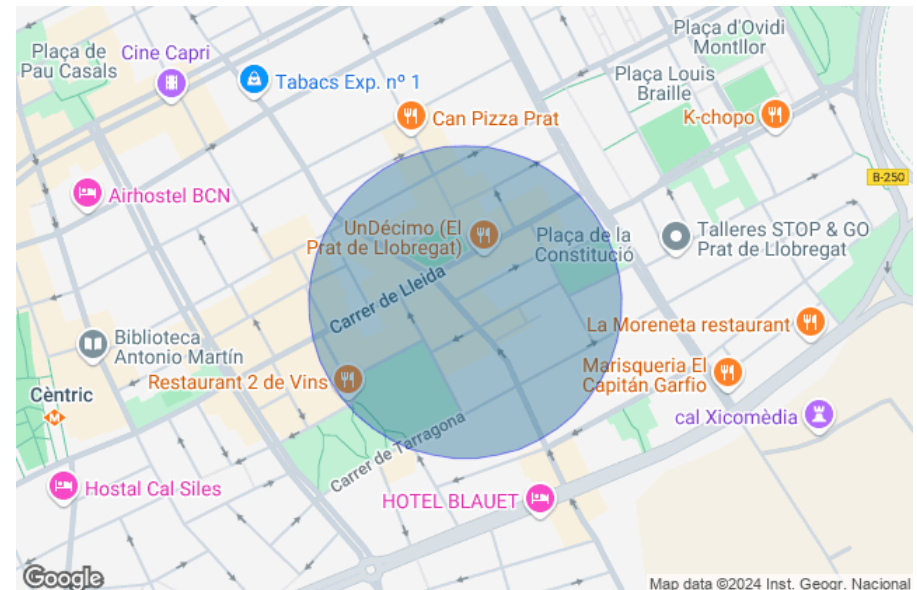 Plaça d'Ovidi
Montllor
Plaça de
Pau Casals
Cine Capri
Tabacs Exp. nº 1
Plaça Louis
Braille
Can Pizza Prat
K-chopo
B-250
Airhostel BCN
UnDécimo (El
Prat de Llobregat)
Plaça de la
Constitució
Talleres STOP & GO
Prat de Llobregat
Carrer de Lleida
La Moreneta restaurant
Biblioteca
Antonio Martín
Restaurant 2 de Vins
Marisqueria El
Capitán Garfio
Cèntric
M
cal Xicomèdia
Carrer de Tarragona
Hostal Cal Siles
HOTEL BLAUET
Google
Map data ©2024 Inst. Geogr. Nacional